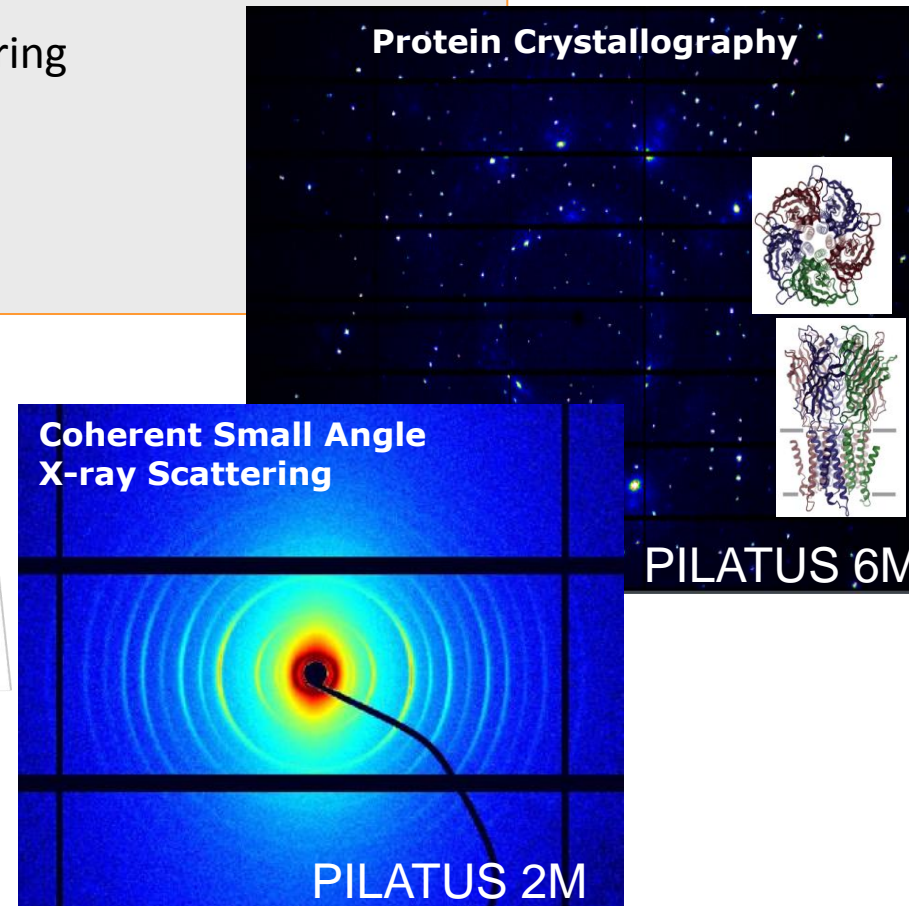 ring
Protein Crystallography
PILATUS 6M
Coherent Small Angle
X-ray Scattering
PILATUS 2M